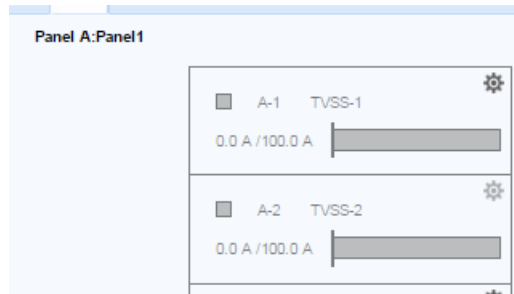 Panel A:Panel1
A-1 TVSS-1
0.0 A /100.0 A
A-2 TVSS-2
0.0 A /100.0 A